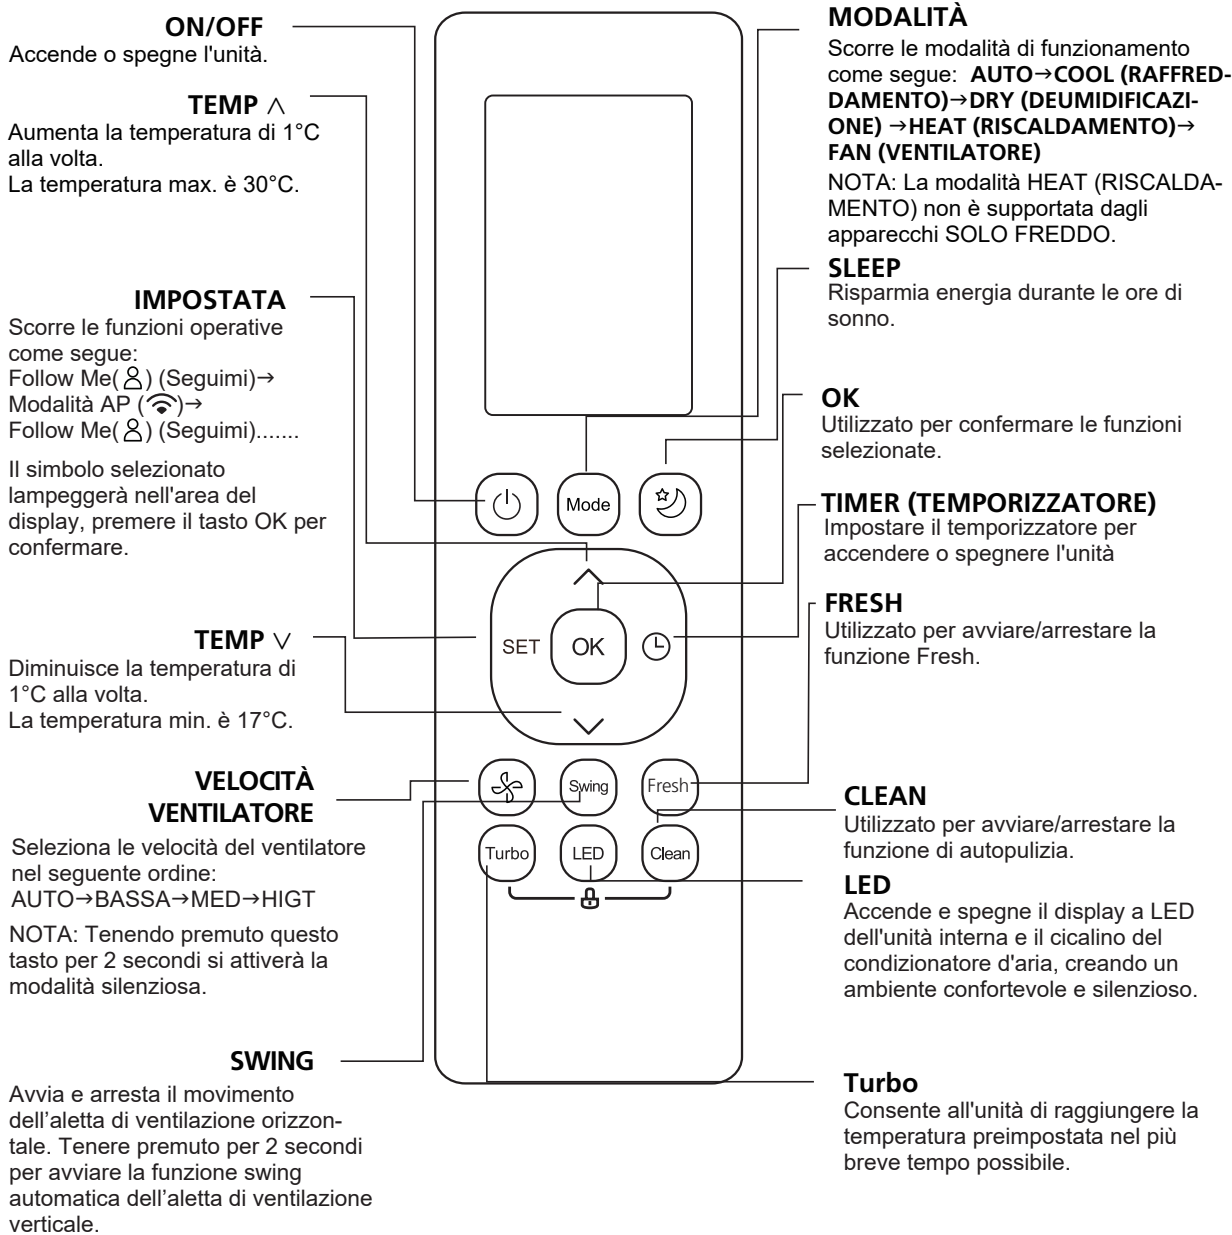 ON/OFF
Accende o spegne l'unità.
TEMP ∧
Aumenta la temperatura di 1°C
alla volta.
La temperatura max. è 30°C.
IMPOSTATA
Scorre le funzioni operative
come segue:
Follow Me( ) (Seguimi)→
Modalità AP ( )→
Follow Me( ) (Seguimi).......
Il simbolo selezionato
lampeggerà nell'area del
display, premere il tasto OK per
confermare.
TEMP ∨
Diminuisce la temperatura di
1°C alla volta.
La temperatura min. è 17°C.
VELOCITÀ
VENTILATORE
Seleziona le velocità del ventilatore
nel seguente ordine:
AUTO→BASSA→MED→HIGT
NOTA: Tenendo premuto questo
tasto per 2 secondi si attiverà la
modalità silenziosa.
SWING
Avvia e arresta il movimento
dell’aletta di ventilazione orizzon-
tale. Tenere premuto per 2 secondi
per avviare la funzione swing
automatica dell’aletta di ventilazione
verticale.
Mode
SET
OK
Swing
Fresh
Turbo
LED
Clean
MODALITÀ
Scorre le modalità di funzionamento
come segue: AUTO→COOL (RAFFRED-
DAMENTO)→DRY (DEUMIDIFICAZI-
ONE) →HEAT (RISCALDAMENTO)→
FAN (VENTILATORE)
NOTA: La modalità HEAT (RISCALDA-
MENTO) non è supportata dagli
apparecchi SOLO FREDDO.
SLEEP
Risparmia energia durante le ore di
sonno.
OK
Utilizzato per confermare le funzioni
selezionate.
TIMER (TEMPORIZZATORE)
Impostare il temporizzatore per
accendere o spegnere l'unità
FRESH
Utilizzato per avviare/arrestare la
funzione Fresh.
CLEAN
Utilizzato per avviare/arrestare la
funzione di autopulizia.
LED
Accende e spegne il display a LED
dell'unità interna e il cicalino del
condizionatore d'aria, creando un
ambiente confortevole e silenzioso.
Turbo
Consente all'unità di raggiungere la
temperatura preimpostata nel più
breve tempo possibile.